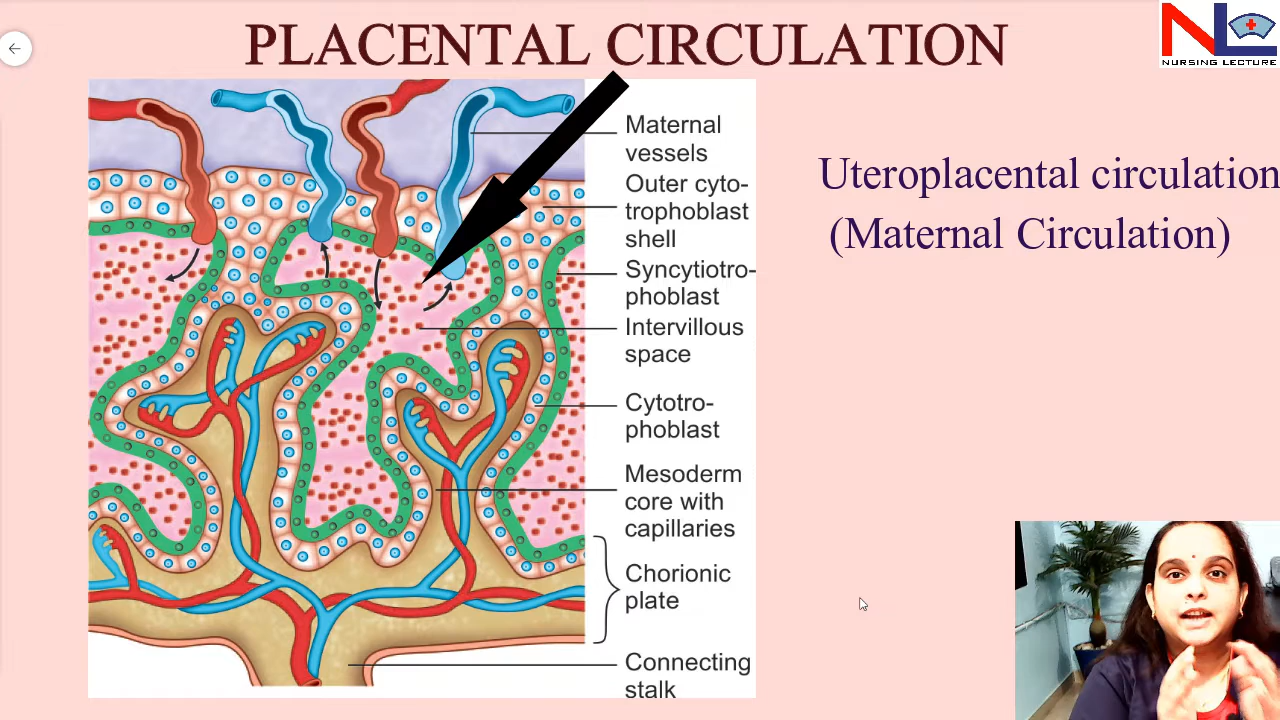 PLACENTAL CIRCULATION
NL
NURSING LECTURE
Uteroplacental circulation
(Maternal Circulation)
Maternal
vessels
Outer cyto-
trophoblast
shell
Syncytiotro-
phoblast
Intervillous
space
Cytotro-
phoblast
Mesoderm
core with
capillaries
Chorionic
plate
Connecting
stalk